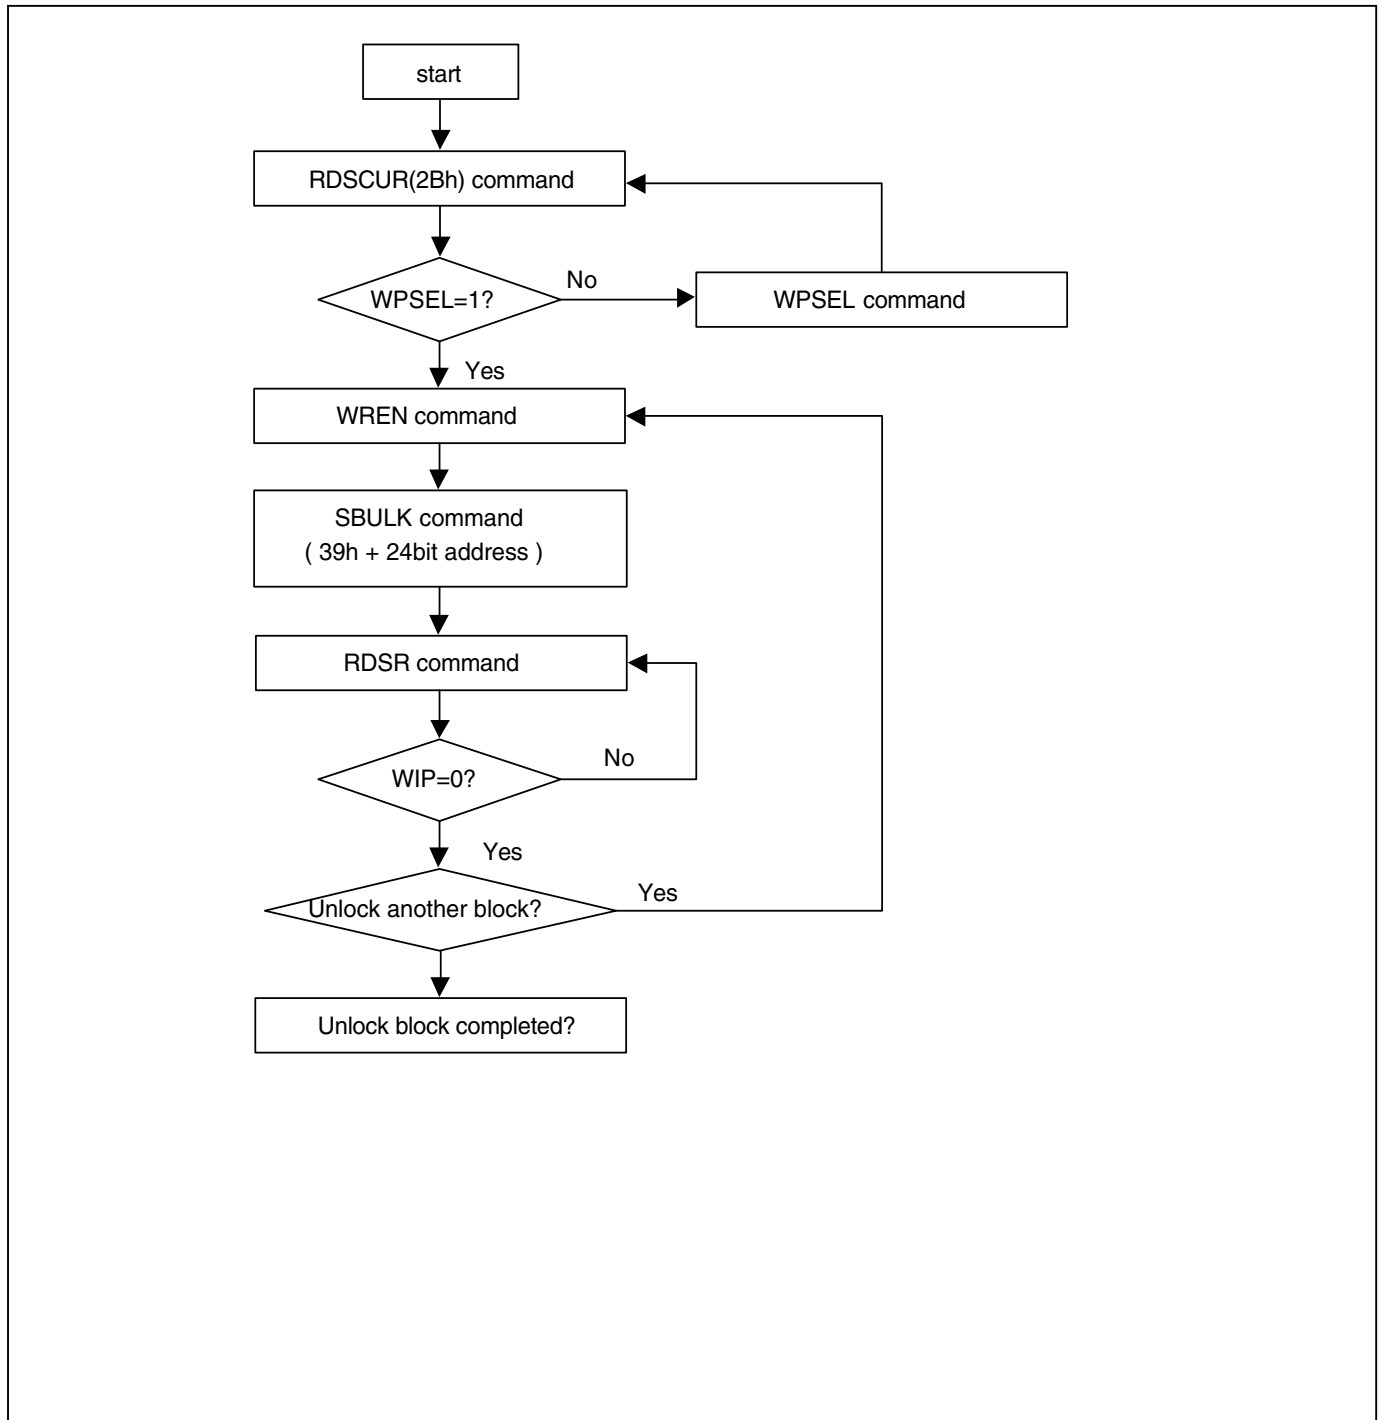 start
RDSCUR(2Bh) command
WPSEL=1?
No
WPSEL command
Yes
WREN command
SBULK command
( 39h + 24bit address )
RDSR command
WIP=0?
No
Yes
Unlock another block?
Yes
Unlock block completed?